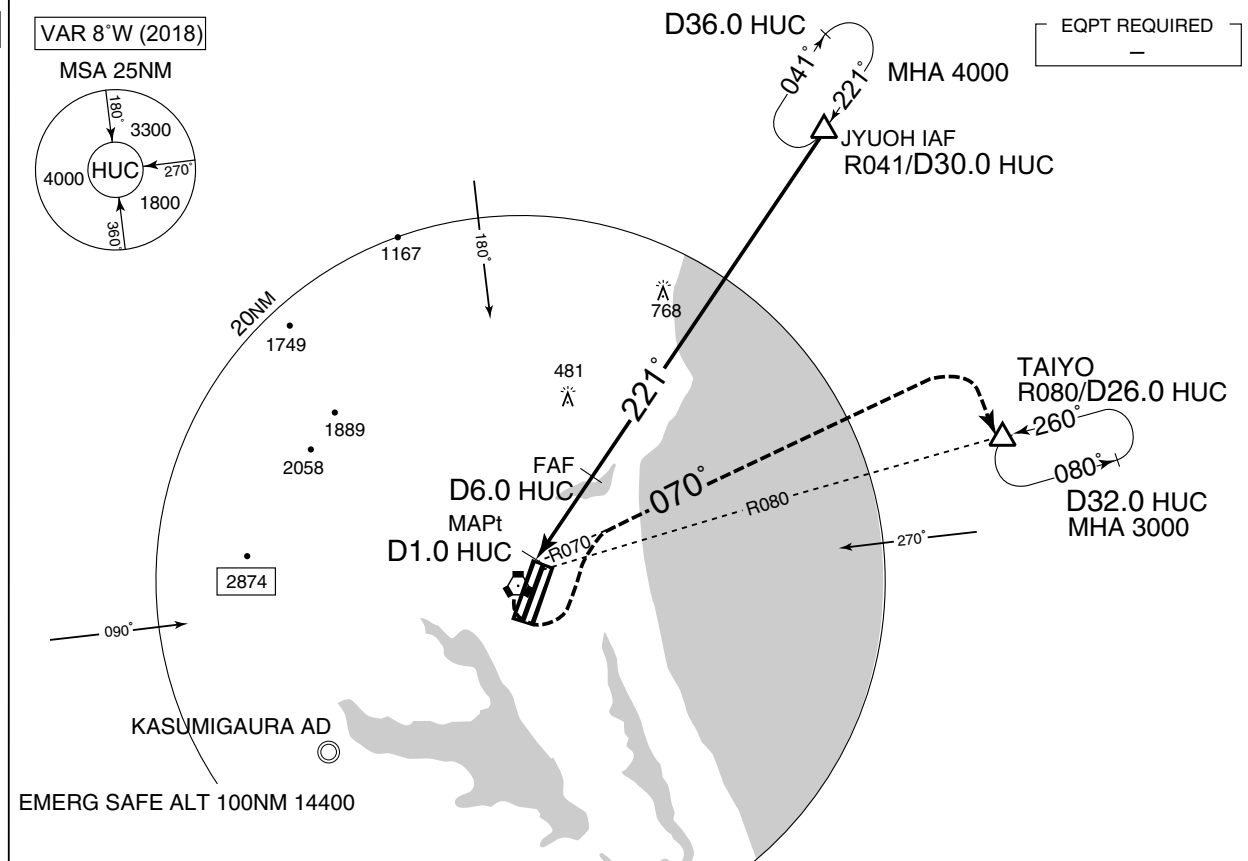 VAR 8°W (2018)
MSA 25NM
180°
3300
HUC
270°
4000
1800
360°
D36.0 HUC
041°
221°
MHA 4000
EQPT REQUIRED
–
JYUOH IAF
R041/D30.0 HUC
1167
180°
768
20NM
1749
481
221°
1889
2058
TAIYO
R080/D26.0 HUC
260°
080°
D32.0 HUC
MHA 3000
FAF
D6.0 HUC
070°
R080
MAPt
D1.0 HUC
R070
270°
2874
090°
KASUMIGAURA AD
EMERG SAFE ALT 100NM 14400